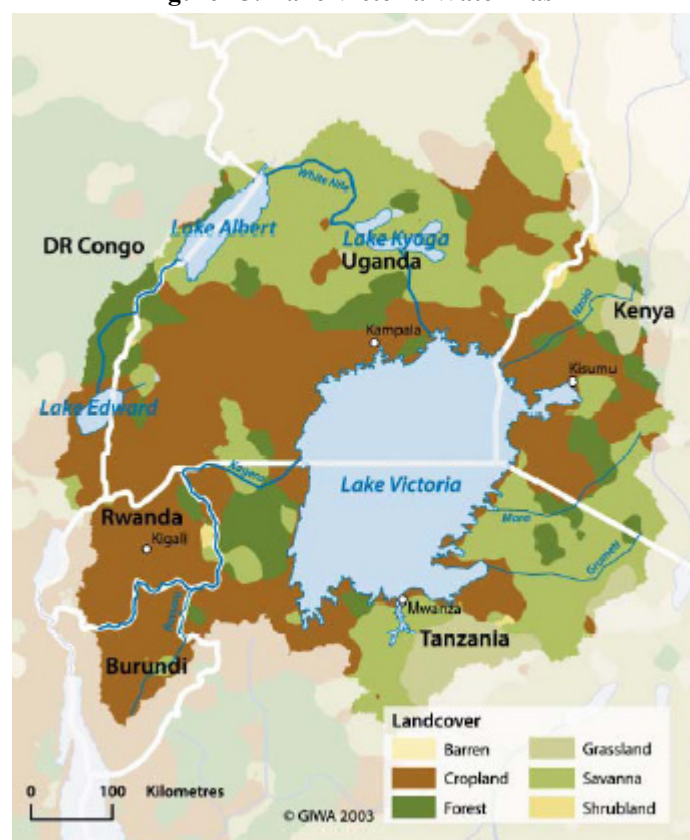 White Nile
Lake Albert
DR Congo
Lake Kyoga
Uganda
Nzoia
Kenya
Kampala
Kisumu
Lake Edward
Kagera
Lake Victoria
Rwanda
Mara
Kigali
Grumeti
Mwanza
Tanzania
Burundi
Landcover
Barren
Grassland
Cropland
Savanna
Forest
Shrubland
0 100 Kilometres
© GIWA 2003